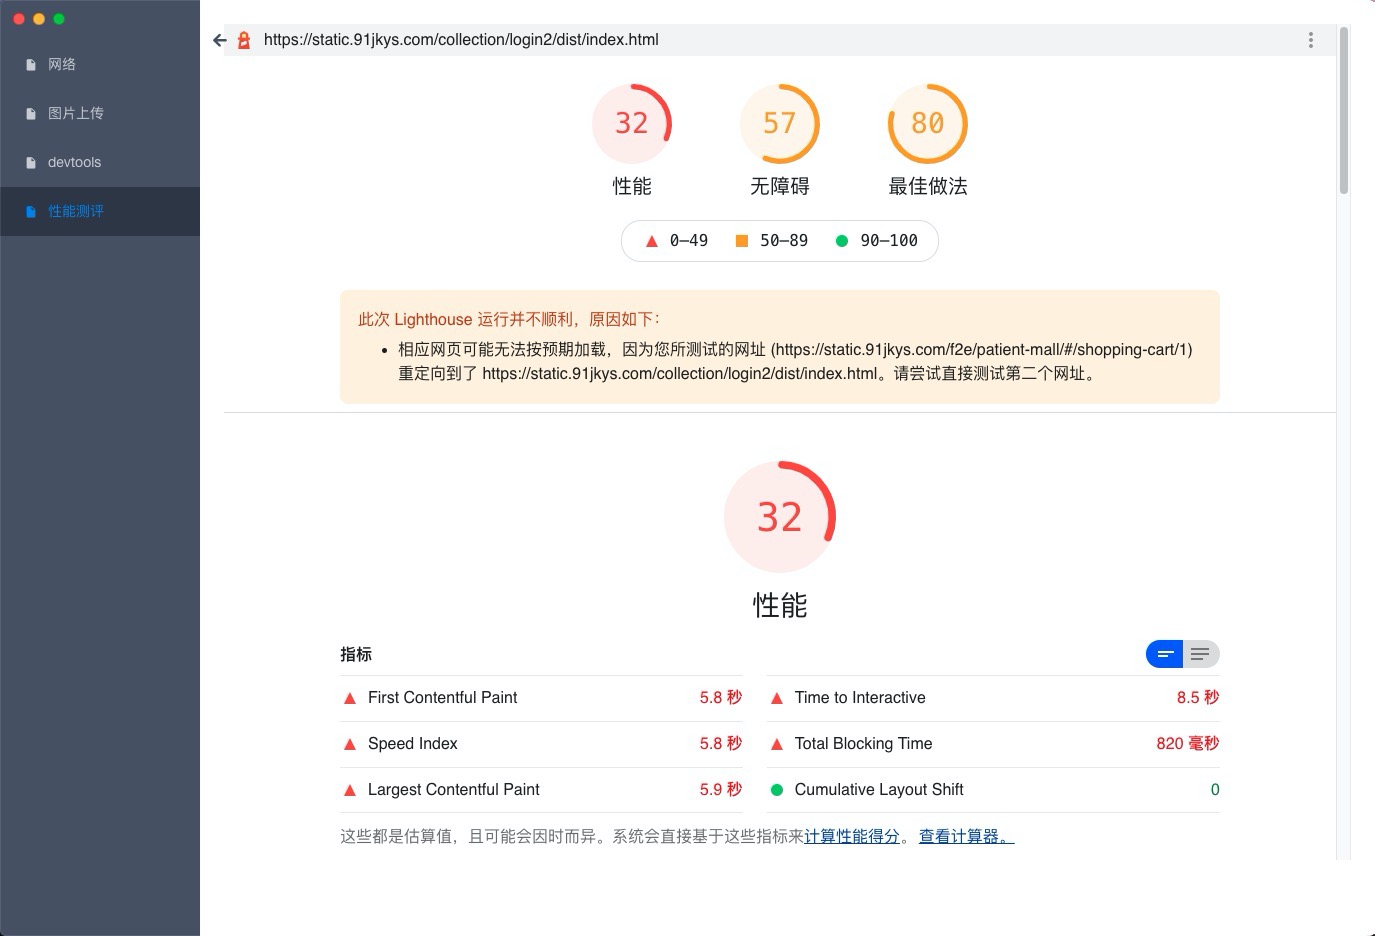 网络
图片上传
devtools
性能测评
https://static.91jkys.com/collection/login2/dist/index.html
32
57
80
性能
无障碍
最佳做法
0–49
50–89
90–100
此次 Lighthouse 运行并不顺利，原因如下：
相应网页可能无法按预期加载，因为您所测试的网址 (https://static.91jkys.com/f2e/patient-mall/#/shopping-cart/1)
重定向到了 https://static.91jkys.com/collection/login2/dist/index.html。请尝试直接测试第二个网址。
32
性能
指标
First Contentful Paint 5.8 秒
Time to Interactive 8.5 秒
Speed Index 5.8 秒
Total Blocking Time 820 毫秒
Largest Contentful Paint 5.9 秒
Cumulative Layout Shift 0
这些都是估算值，且可能会因时而异。系统会直接基于这些指标来计算性能得分。 查看计算器。